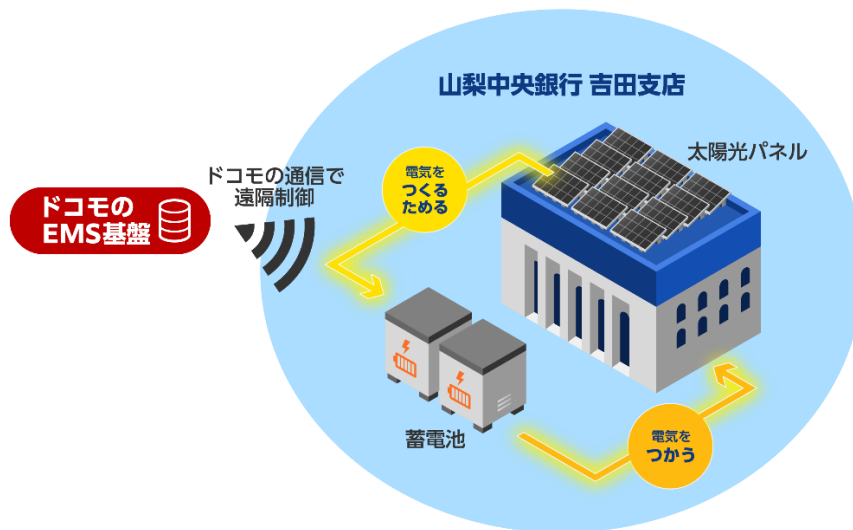 山梨中央銀行 吉田支店
太陽光パネル
電気を
つくる
ためる
ドコモの通信で
遠隔制御
ドコモの
EMS基盤
蓄電池
電気を
つかう